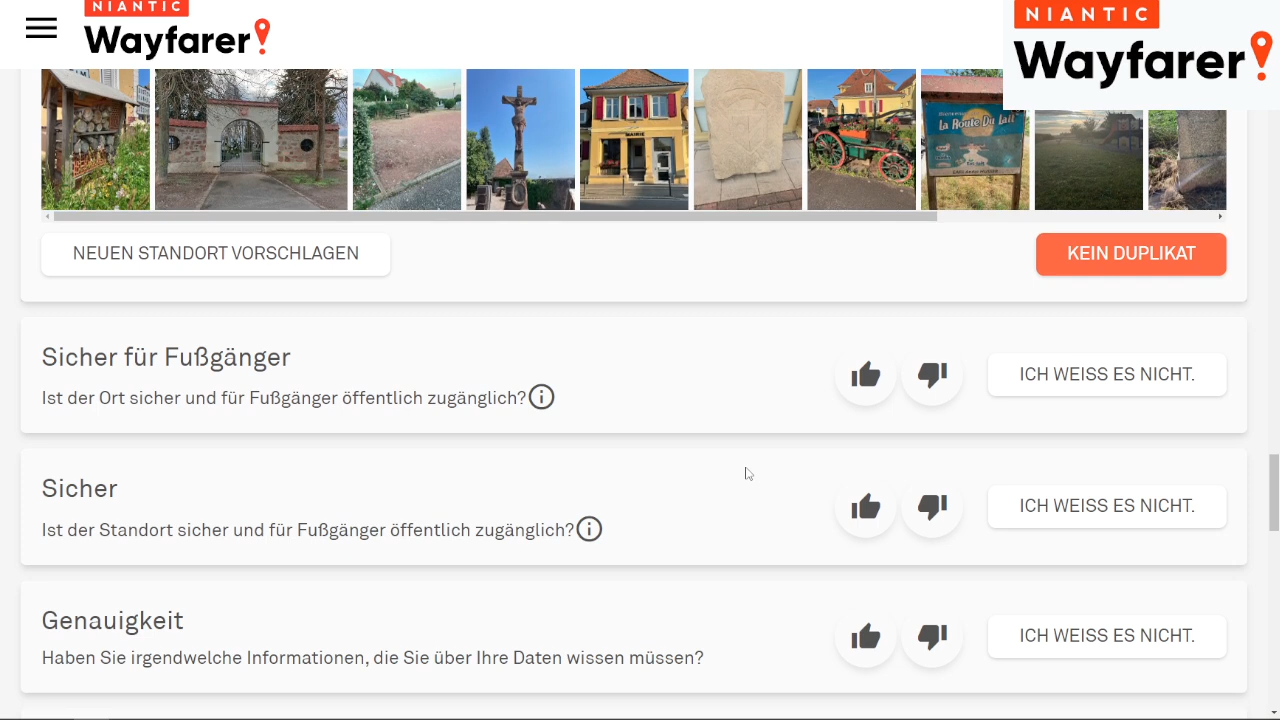 NIANTIC
Wayfarer!
NIANTIC
Wayfarer!
MAIRIE
La Route Du Lait
NEUEN STANDORT VORSCHLAGEN
KEIN DUPLIKAT
Sicher für Fußgänger
Ist der Ort sicher und für Fußgänger öffentlich zugänglich?
ICH WEISS ES NICHT.
Sicher
Ist der Standort sicher und für Fußgänger öffentlich zugänglich?
ICH WEISS ES NICHT.
Genauigkeit
Haben Sie irgendwelche Informationen, die Sie über Ihre Daten wissen müssen?
ICH WEISS ES NICHT.